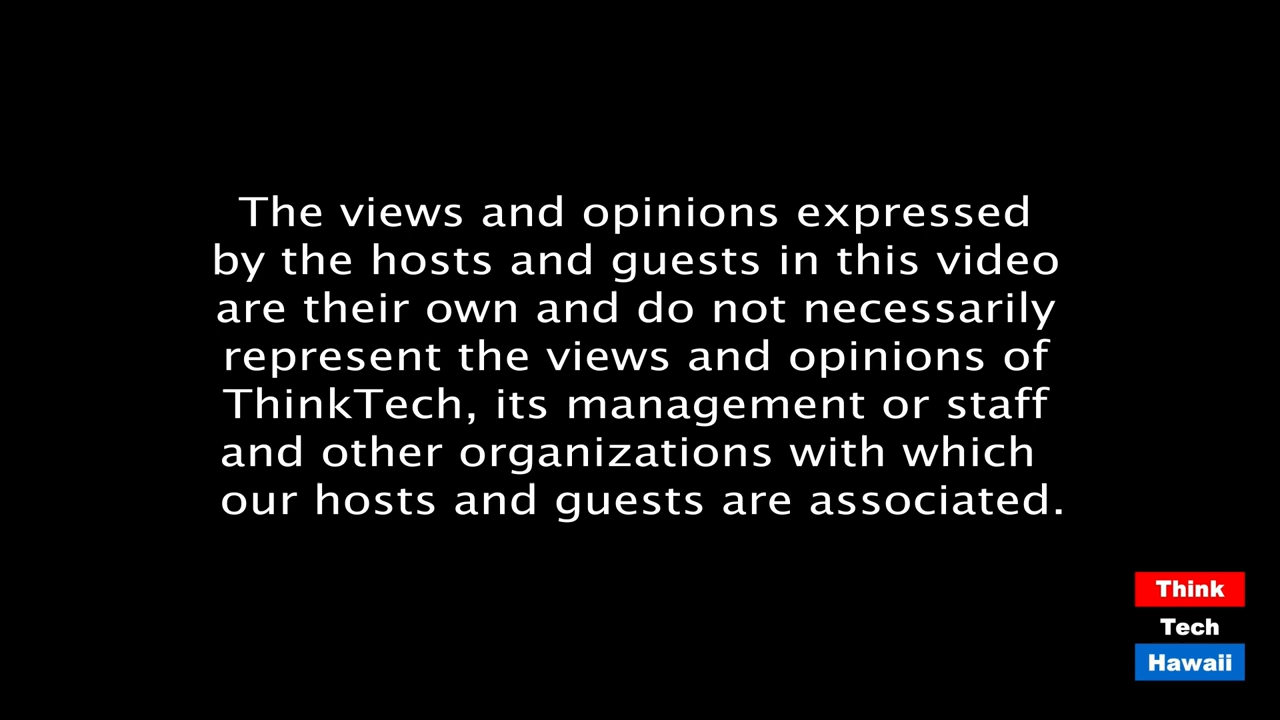 The views and opinions expressed
by the hosts and guests in this video
are their own and do not necessarily
represent the views and opinions of
ThinkTech, its management or staff
and other organizations with which
our hosts and guests are associated.
Think
Tech
Hawaii